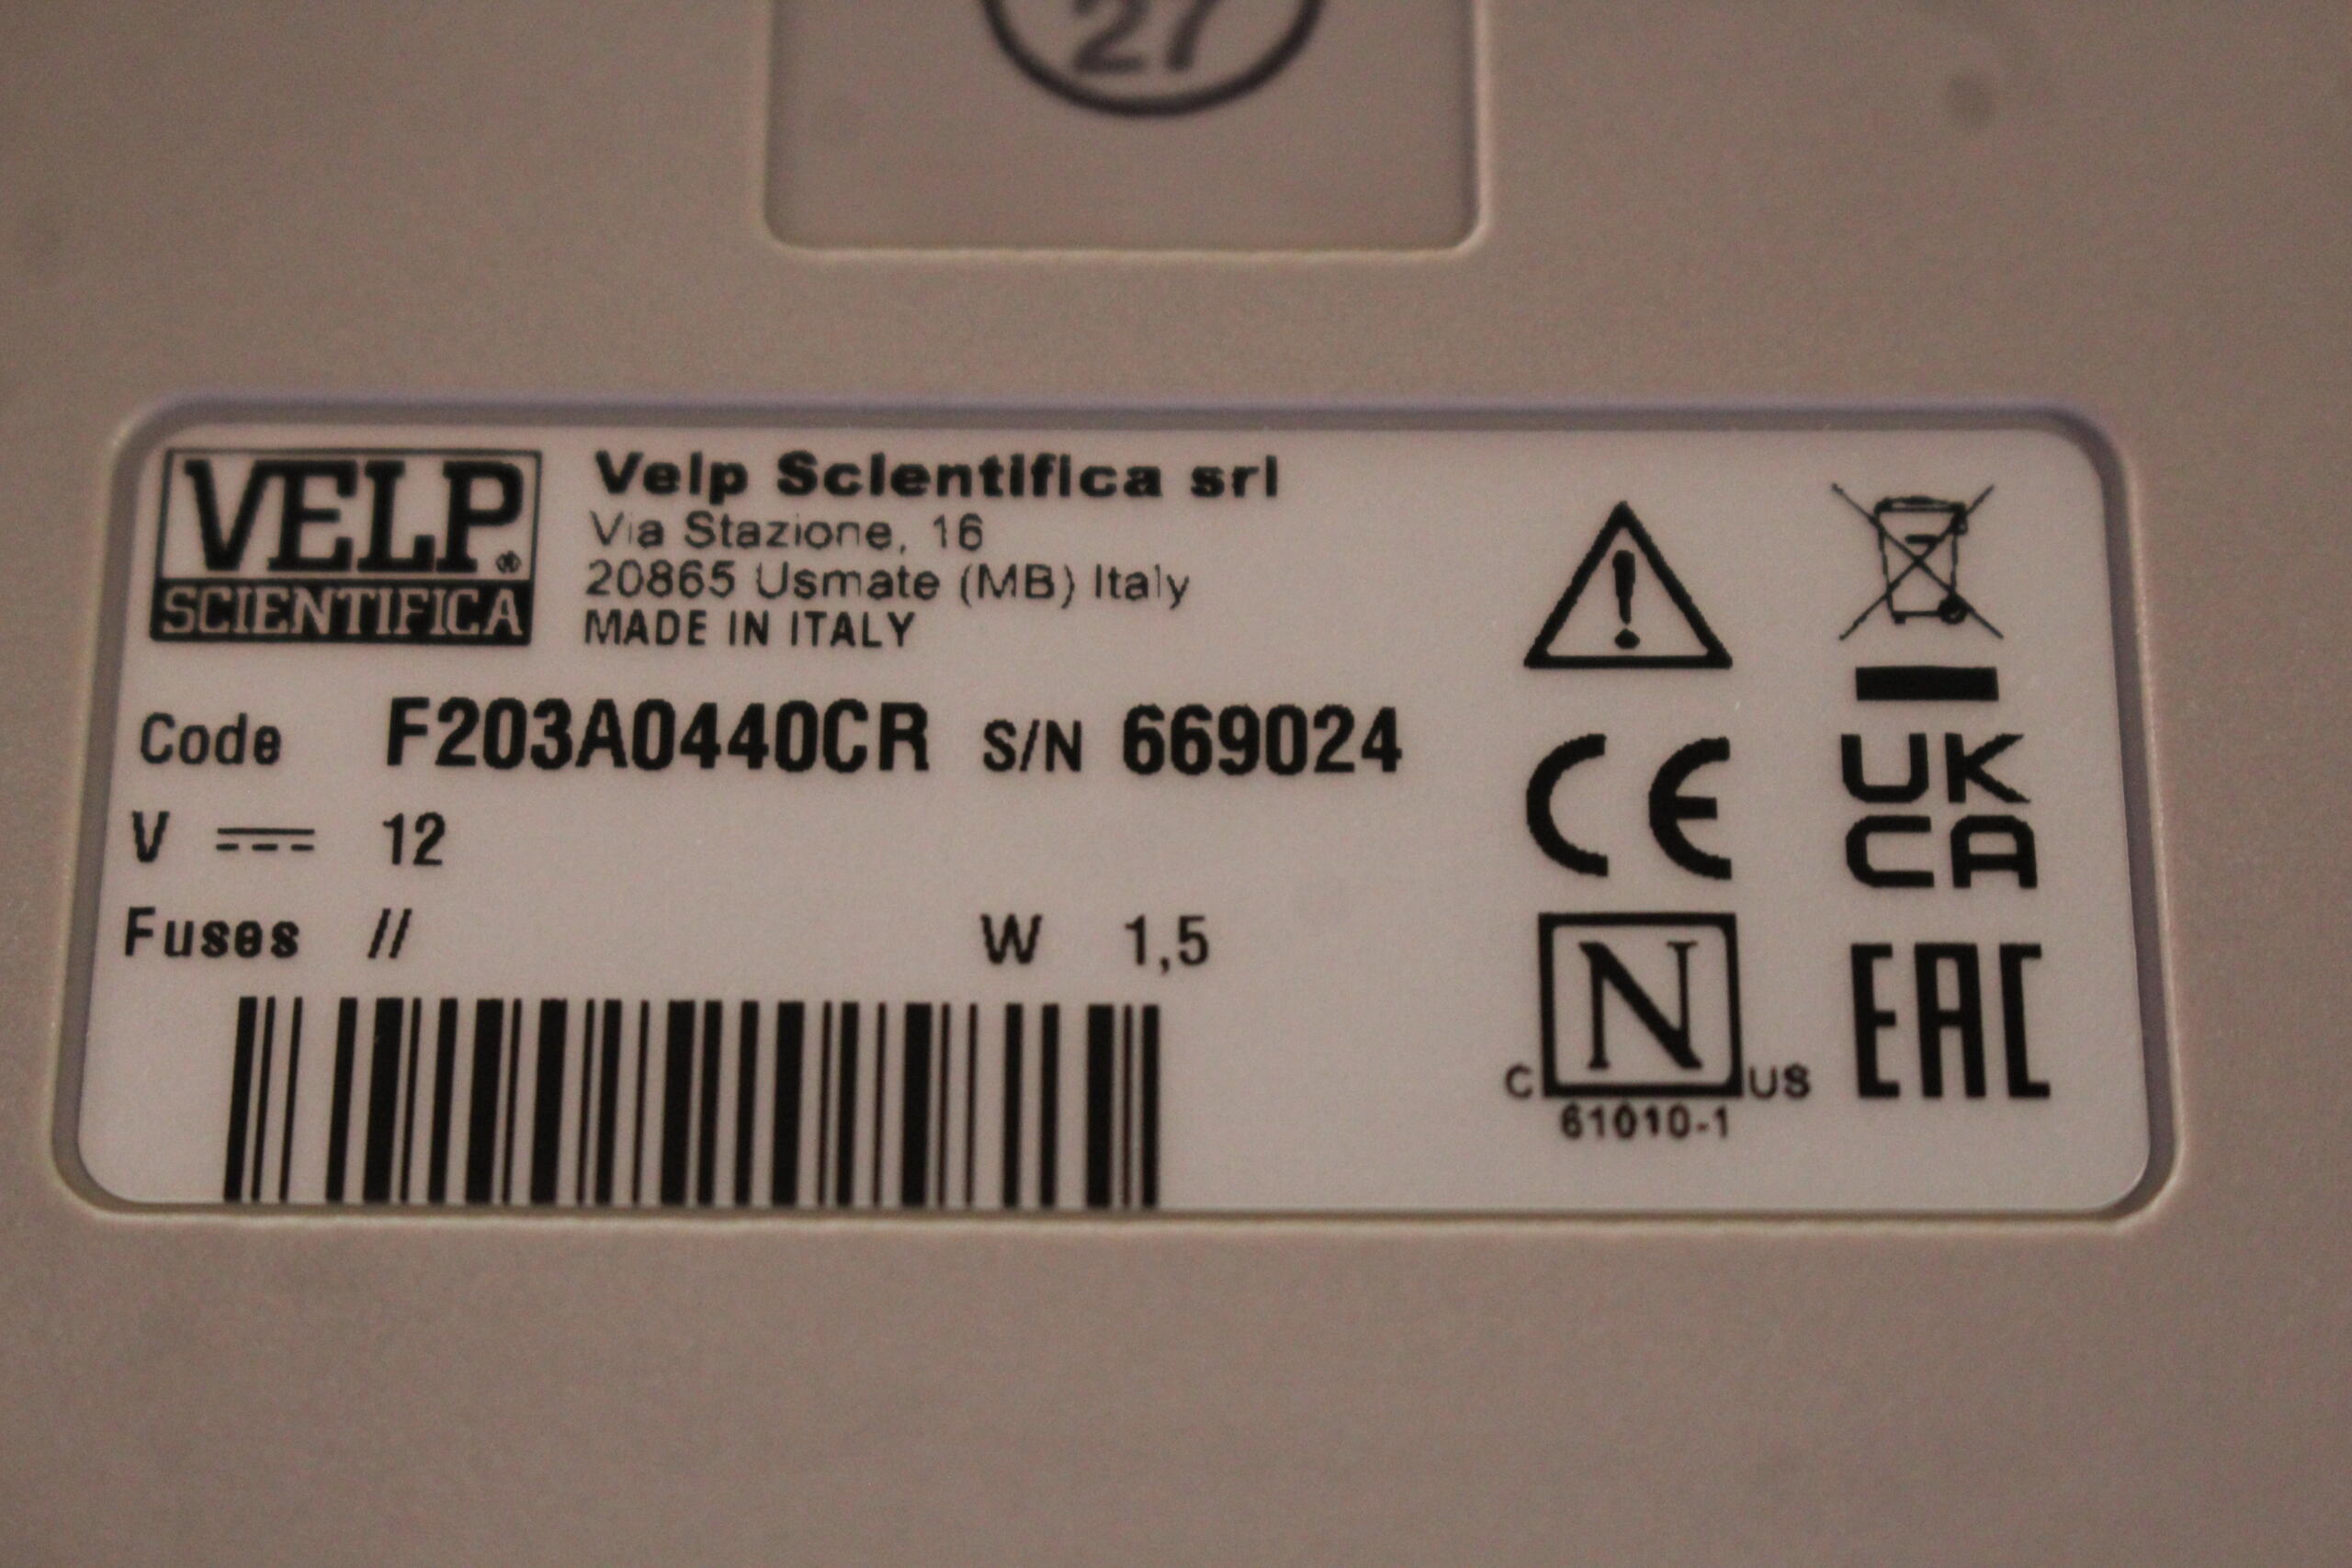 27
VELP®
SCIENTIFICA
Velp Scientifica srl
Via Stazione, 16
20865 Usmate (MB) Italy
MADE IN ITALY
Code F203A0440CR S/N 669024
V 12
Fuses // W 1,5
CE
UK
CA
N
C US
61010-1
EAC